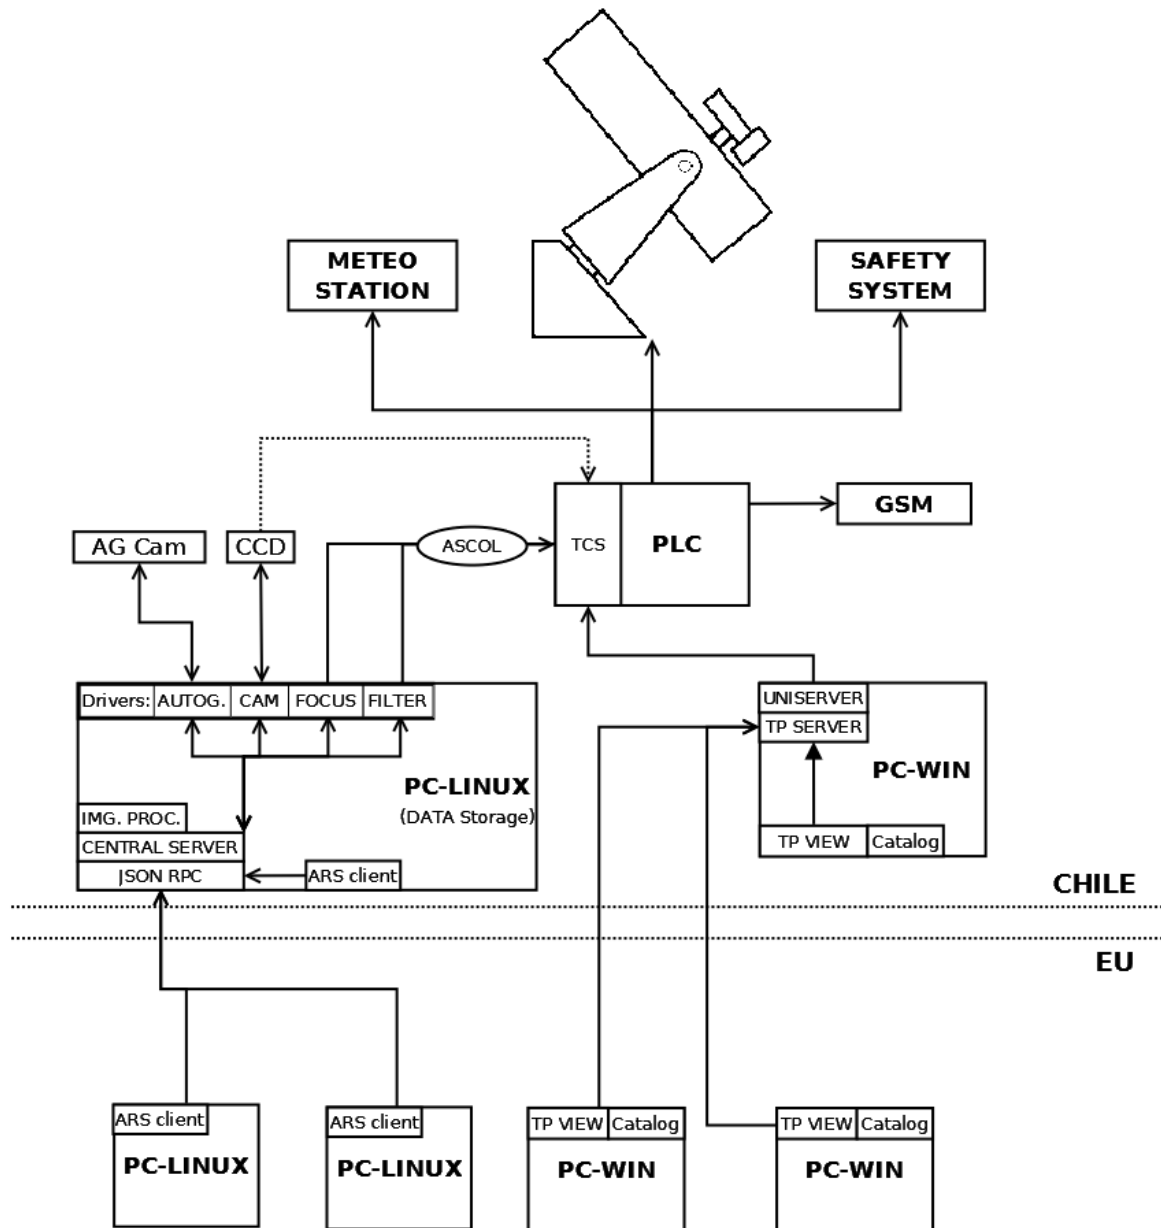 METEO
STATION
SAFETY
SYSTEM
GSM
AG Cam
CCD
ASCOL
TCS
PLC
Drivers:
AUTOG.
CAM
FOCUS
FILTER
UNISERVER
TP SERVER
PC-WIN
PC-LINUX
(DATA Storage)
IMG. PROC.
CENTRAL SERVER
JSON RPC
ARS client
TP VIEW
Catalog
CHILE
EU
ARS client
PC-LINUX
ARS client
PC-LINUX
TP VIEW
Catalog
PC-WIN
TP VIEW
Catalog
PC-WIN